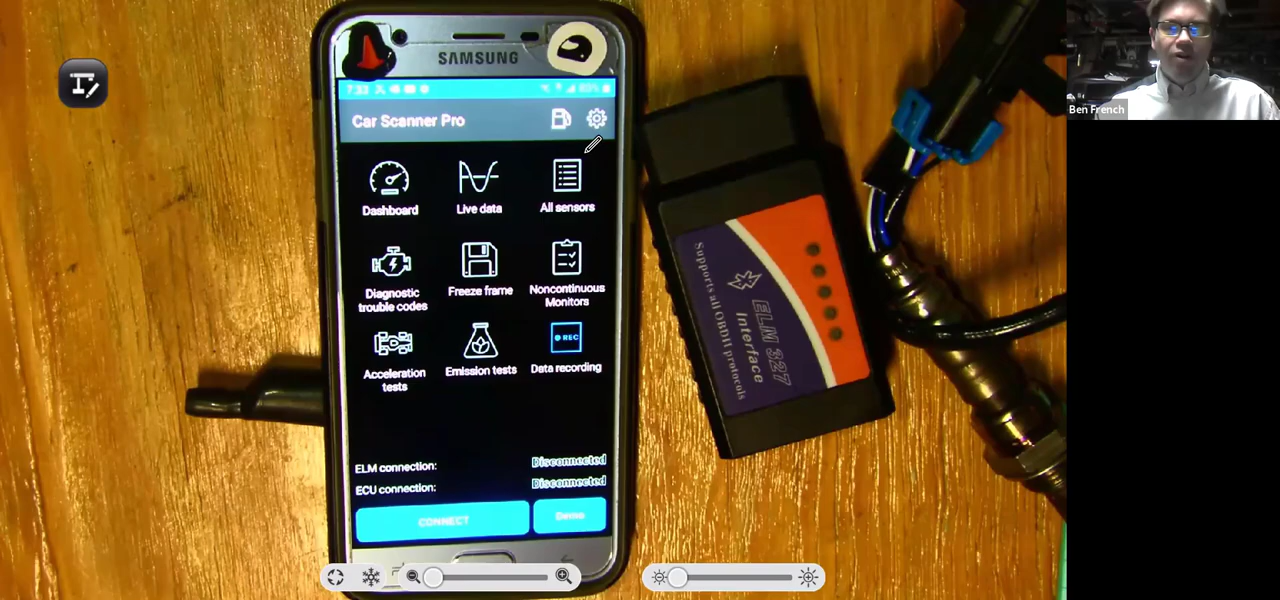 SAMSUNG
Car Scanner Pro
Dashboard
Live data
All sensors
Diagnostic
trouble codes
Freeze frame
Noncontinuous
Monitors
REC
Acceleration
tests
Emission tests
Data recording
ELM connection:
Disconnected
ECU connection:
Disconnected
CONNECT
Demo
Supports all OBDII protocols
ELM 327
Interface
Ben French